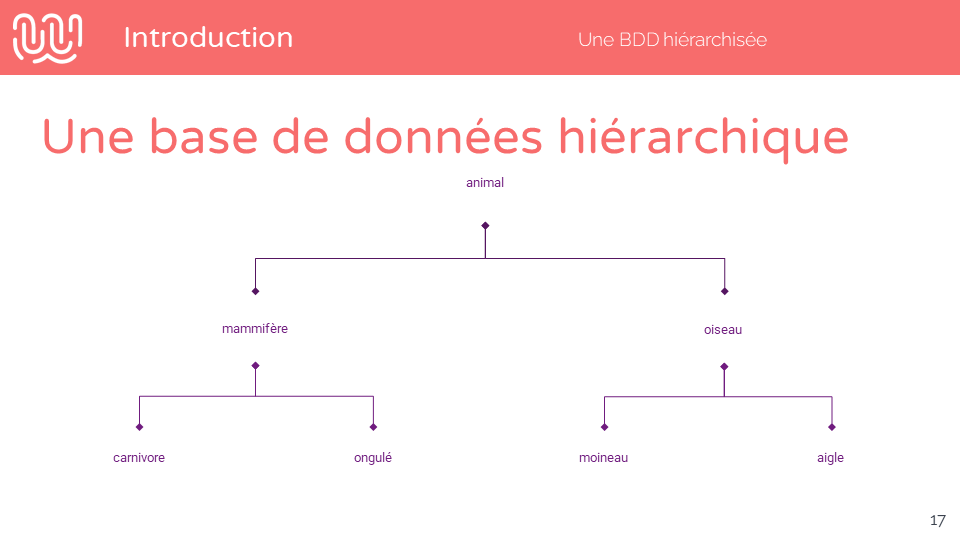 Introduction
Une BDD hiérarchisée
Une base de données hiérarchique
animal
mammifère
oiseau
carnivore
ongulé
moineau
aigle
17